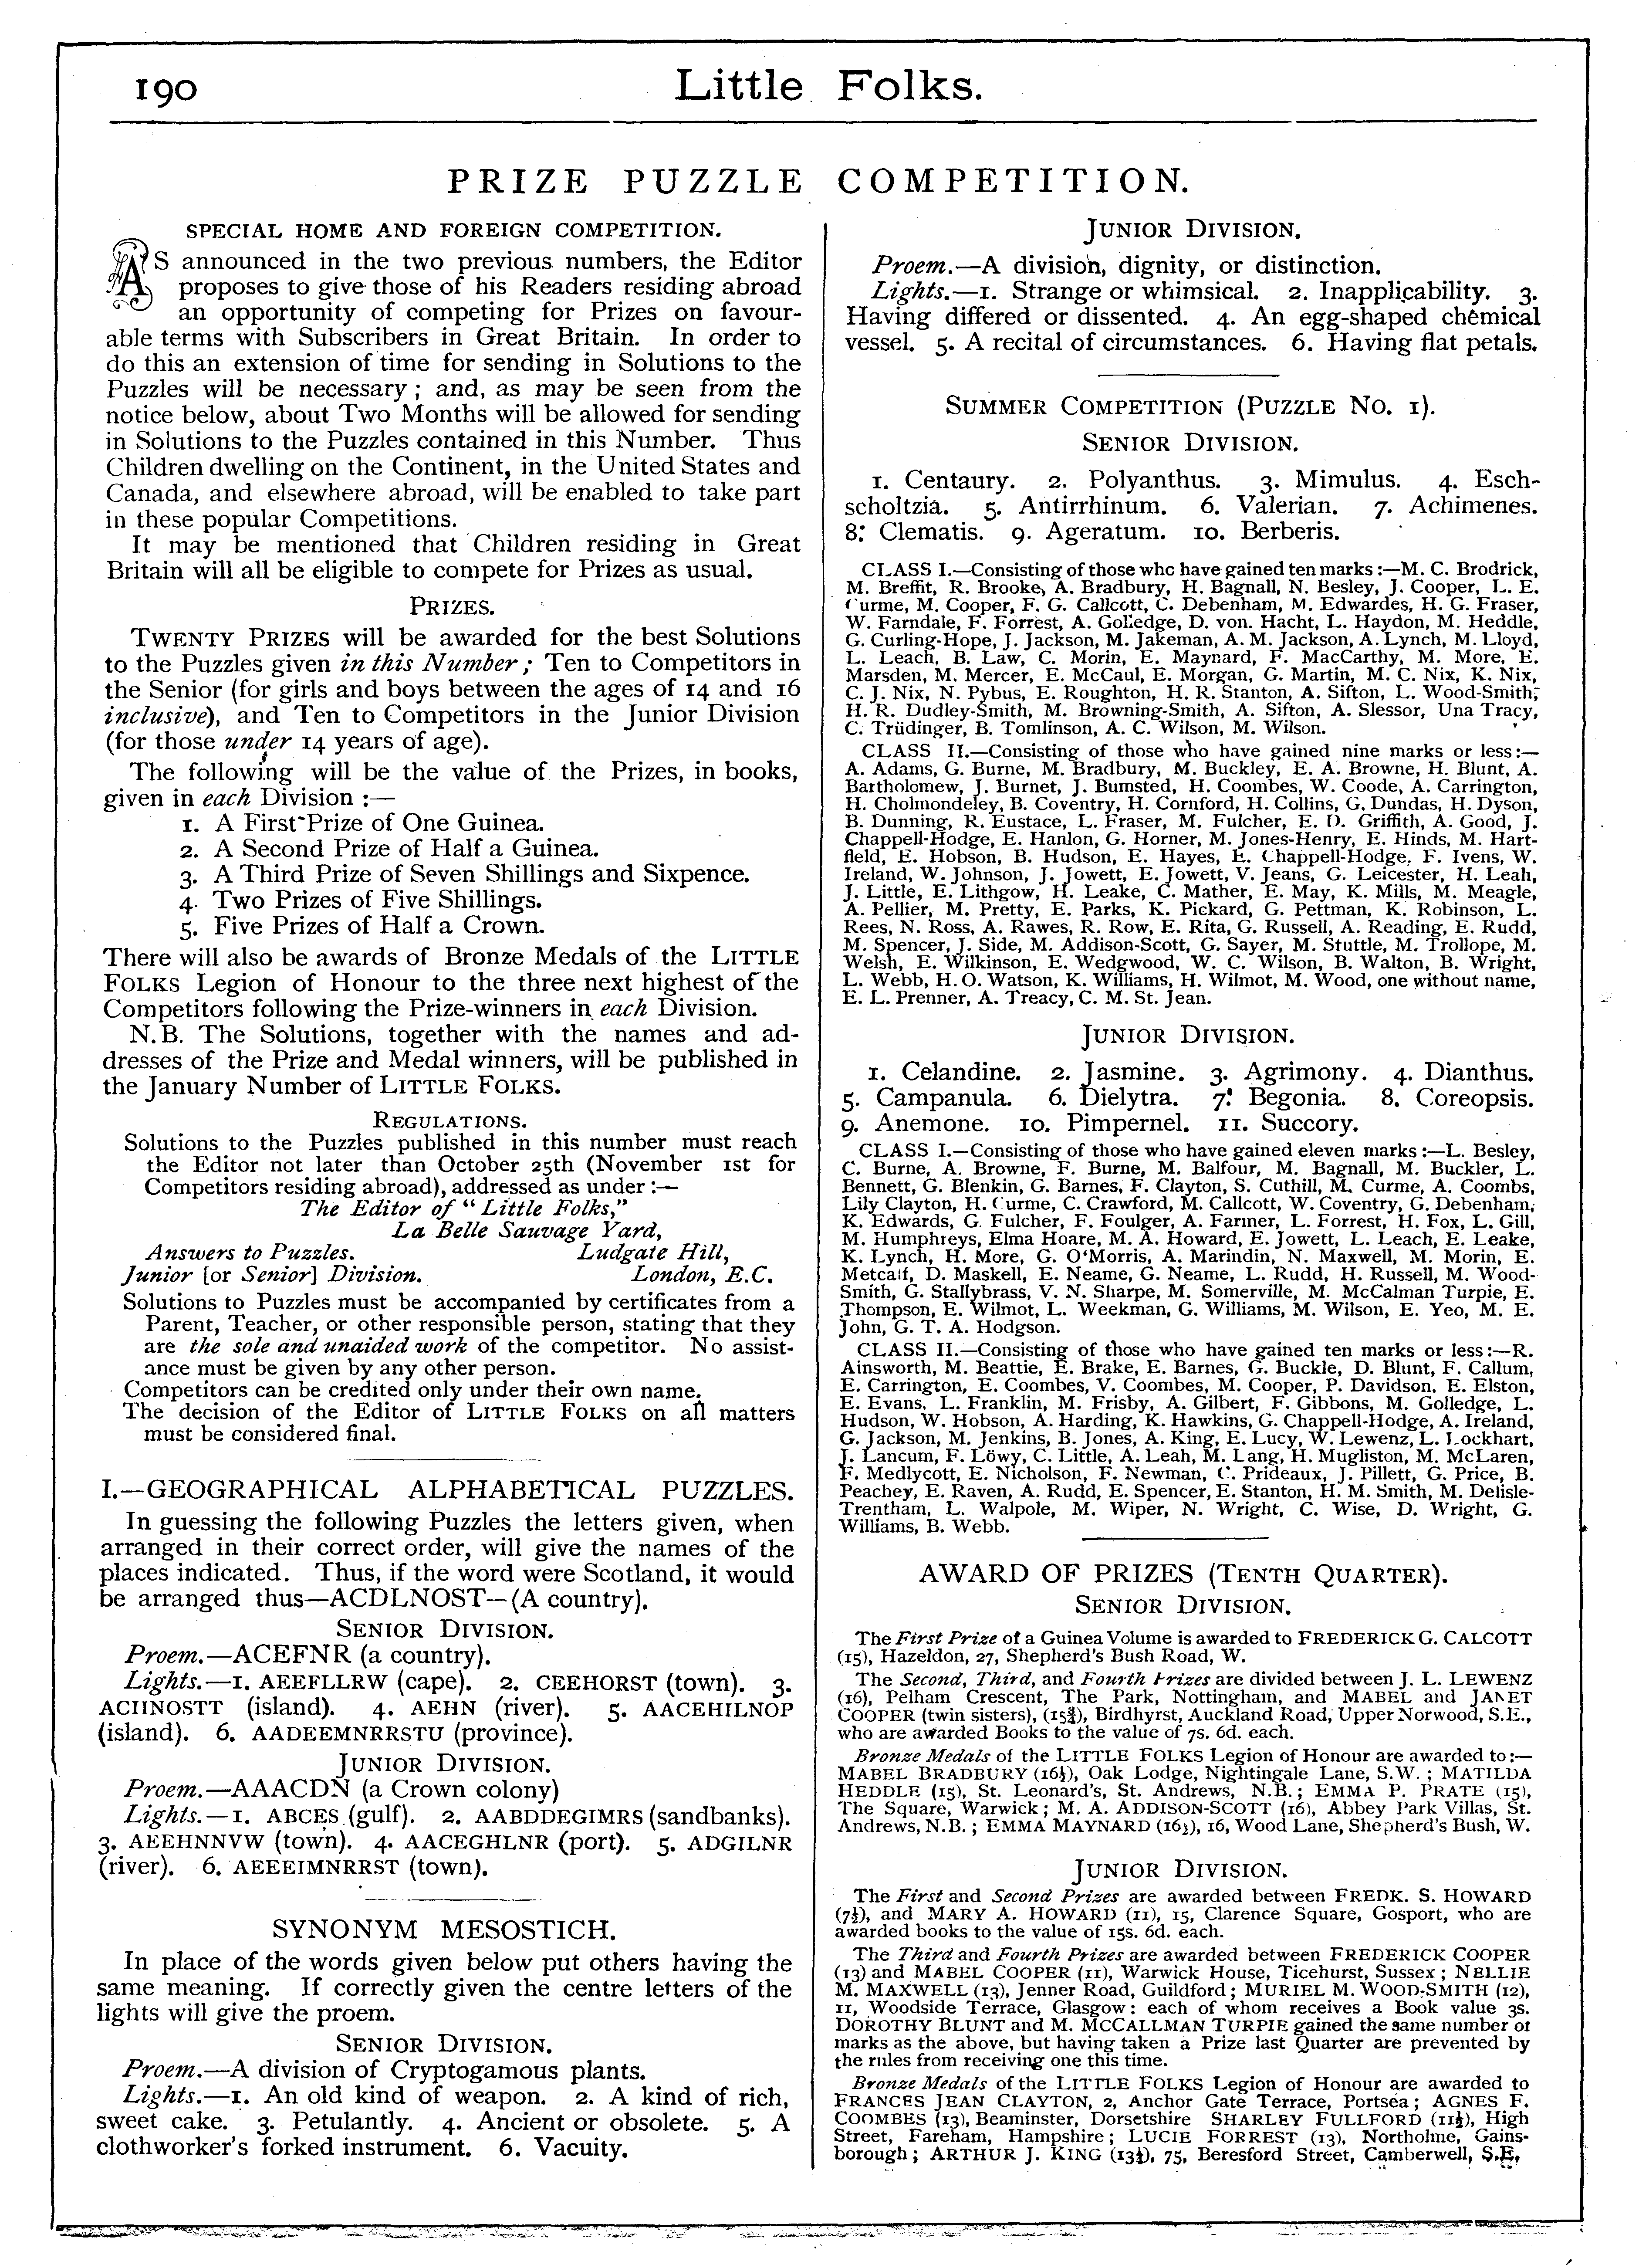 190
Little Folks.
PRIZE PUZZLE COMPETITION.
SPECIAL HOME AND FOREIGN COMPETITION.
AS announced in the two previous numbers, the Editor
proposes to give those of his Readers residing abroad
an opportunity of competing for Prizes on favour-
able terms with Subscribers in Great Britain. In order to
do this an extension of time for sending in Solutions to the
Puzzles will be necessary; and, as may be seen from the
notice below, about Two Months will be allowed for sending
in Solutions to the Puzzles contained in this Number. Thus
Children dwelling on the Continent, in the United States and
Canada, and elsewhere abroad, will be enabled to take part
in these popular Competitions.
It may be mentioned that Children residing in Great
Britain will all be eligible to compete for Prizes as usual.
PRIZES.
TWENTY PRIZES will be awarded for the best Solutions
to the Puzzles given in this Number; Ten to Competitors in
the Senior (for girls and boys between the ages of 14 and 16
inclusive), and Ten to Competitors in the Junior Division
(for those under 14 years of age).
The following will be the value of the Prizes, in books,
given in each Division :—
1. A First Prize of One Guinea.
2. A Second Prize of Half a Guinea.
3. A Third Prize of Seven Shillings and Sixpence.
4. Two Prizes of Five Shillings.
5. Five Prizes of Half a Crown.
There will also be awards of Bronze Medals of the LITTLE
FOLKS Legion of Honour to the three next highest of the
Competitors following the Prize-winners in each Division.
N.B. The Solutions, together with the names and ad-
dresses of the Prize and Medal winners, will be published in
the January Number of LITTLE FOLKS.
REGULATIONS.
Solutions to the Puzzles published in this number must reach
the Editor not later than October 25th (November 1st for
Competitors residing abroad), addressed as under :—
The Editor of "Little Folks,"
La Belle Sauvage Yard,
Answers to Puzzles. Ludgate Hill,
Junior [or Senior] Division. London, E.C.
Solutions to Puzzles must be accompanied by certificates from a
Parent, Teacher, or other responsible person, stating that they
are the sole and unaided work of the competitor. No assist-
ance must be given by any other person.
Competitors can be credited only under their own name.
The decision of the Editor of LITTLE FOLKS on all matters
must be considered final.
I.—GEOGRAPHICAL ALPHABETICAL PUZZLES.
In guessing the following Puzzles the letters given, when
arranged in their correct order, will give the names of the
places indicated. Thus, if the word were Scotland, it would
be arranged thus—ACDLNOST—(A country).
SENIOR DIVISION.
Proem.—ACEFNR (a country).
Lights.—1. AEEFLLRW (cape). 2. CEEHORST (town). 3.
ACIINOSTT (island). 4. AEHN (river). 5. AACEHILNOP
(island). 6. AADEEMNRRSTU (province).
JUNIOR DIVISION.
Proem.—AAACDN (a Crown colony)
Lights.—1. ABCES (gulf). 2. AABDDEGIMRS (sandbanks).
3. AEEHNNVW (town). 4. AACEGHLNR (port). 5. ADGILNR
(river). 6. AEEEIMNRRST (town).
SYNONYM MESOSTICH.
In place of the words given below put others having the
same meaning. If correctly given the centre letters of the
lights will give the proem.
SENIOR DIVISION.
Proem.—A division of Cryptogamous plants.
Lights.—1. An old kind of weapon. 2. A kind of rich,
sweet cake. 3. Petulantly. 4. Ancient or obsolete. 5. A
clothworker's forked instrument. 6. Vacuity.
JUNIOR DIVISION.
Proem.—A division, dignity, or distinction.
Lights.—1. Strange or whimsical. 2. Inapplicability. 3.
Having differed or dissented. 4. An egg-shaped chemical
vessel. 5. A recital of circumstances. 6. Having flat petals.
SUMMER COMPETITION (PUZZLE NO. 1).
SENIOR DIVISION.
1. Centaury. 2. Polyanthus. 3. Mimulus. 4. Esch-
scholtzia. 5. Antirrhinum. 6. Valerian. 7. Achimenes.
8. Clematis. 9. Ageratum. 10. Berberis.
CLASS I.—Consisting of those who have gained ten marks :—M. C. Brodrick,
M. Breffit, R. Brooke, A. Bradbury, H. Bagnall, N. Besley, J. Cooper, L. E.
Curme, M. Cooper, F. G. Callcott, C. Debenham, M. Edwardes, H. G. Fraser,
W. Farndale, F. Forrest, A. Golledge, D. von. Hacht, L. Haydon, M. Heddle,
G. Curling-Hope, J. Jackson, M. Jakeman, A. M. Jackson, A. Lynch, M. Lloyd,
L. Leach, B. Law, C. Morin, E. Maynard, F. MacCarthy, M. More, E.
Marsden, M. Mercer, E. McCaul, E. Morgan, G. Martin, M. C. Nix, K. Nix,
C. J. Nix, N. Pybus, E. Roughton, H. R. Stanton, A. Sifton, L. Wood-Smith,
H. R. Dudley-Smith, M. Browning-Smith, A. Sifton, A. Slessor, Una Tracy,
C. Trüdinger, B. Tomlinson, A. C. Wilson, M. Wilson.
CLASS II.—Consisting of those who have gained nine marks or less :—
A. Adams, G. Burne, M. Bradbury, M. Buckley, E. A. Browne, H. Blunt, A.
Bartholomew, J. Burnet, J. Bumsted, H. Coombes, W. Coode, A. Carrington,
H. Cholmondeley, B. Coventry, H. Cornford, H. Collins, G. Dundas, H. Dyson,
B. Dunning, R. Eustace, L. Fraser, M. Fulcher, E. D. Griffith, A. Good, J.
Chappell-Hodge, E. Hanlon, G. Horner, M. Jones-Henry, E. Hinds, M. Hart-
field, E. Hobson, B. Hudson, E. Hayes, E. Chappell-Hodge, F. Ivens, W.
Ireland, W. Johnson, J. Jowett, E. Jowett, V. Jeans, G. Leicester, H. Leah,
J. Little, E. Lithgow, H. Leake, C. Mather, E. May, K. Mills, M. Meagle,
A. Pellier, M. Pretty, E. Parks, K. Pickard, G. Pettman, K. Robinson, L.
Rees, N. Ross, A. Rawes, R. Row, E. Rita, G. Russell, A. Reading, E. Rudd,
M. Spencer, J. Side, M. Addison-Scott, G. Sayer, M. Stuttle, M. Trollope, M.
Welsh, E. Wilkinson, E. Wedgwood, W. C. Wilson, B. Walton, B. Wright,
L. Webb, H. O. Watson, K. Williams, H. Wilmot, M. Wood, one without name,
E. L. Prenner, A. Treacy, C. M. St. Jean.
JUNIOR DIVISION.
1. Celandine. 2. Jasmine. 3. Agrimony. 4. Dianthus.
5. Campanula. 6. Dielytra. 7. Begonia. 8. Coreopsis.
9. Anemone. 10. Pimpernel. 11. Succory.
CLASS I.—Consisting of those who have gained eleven marks :—L. Besley,
C. Burne, A. Browne, F. Burne, M. Balfour, M. Bagnall, M. Buckler, L.
Bennett, G. Blenkin, G. Barnes, F. Clayton, S. Cuthill, M. Curme, A. Coombs,
Lily Clayton, H. Curme, C. Crawford, M. Callcott, W. Coventry, G. Debenham,
K. Edwards, G. Fulcher, F. Foulger, A. Farmer, L. Forrest, H. Fox, L. Gill,
M. Humphreys, Elma Hoare, M. A. Howard, E. Jowett, L. Leach, E. Leake,
K. Lynch, H. More, G. O'Morris, A. Marindin, N. Maxwell, M. Morin, E.
Metcalf, D. Maskell, E. Neame, G. Neame, L. Rudd, H. Russell, M. Wood-
Smith, G. Stallybrass, V. N. Sharpe, M. Somerville, M. McCalman Turpie, E.
Thompson, E. Wilmot, L. Weekman, G. Williams, M. Wilson, E. Yeo, M. E.
John, G. T. A. Hodgson.
CLASS II.—Consisting of those who have gained ten marks or less :—R.
Ainsworth, M. Beattie, E. Brake, E. Barnes, G. Buckle, D. Blunt, F. Callum,
E. Carrington, E. Coombes, V. Coombes, M. Cooper, P. Davidson, E. Elston,
E. Evans, L. Franklin, M. Frisby, A. Gilbert, F. Gibbons, M. Golledge, L.
Hudson, W. Hobson, A. Harding, K. Hawkins, G. Chappell-Hodge, A. Ireland,
G. Jackson, M. Jenkins, B. Jones, A. King, E. Lucy, W. Lewenz, L. Lockhart,
J. Lancum, F. Löwy, C. Little, A. Leah, M. Lang, H. Mugliston, M. McLaren,
F. Medlycott, E. Nicholson, F. Newman, C. Prideaux, J. Pillett, G. Price, B.
Peachey, E. Raven, A. Rudd, E. Spencer, E. Stanton, H. M. Smith, M. Delisle-
Trentham, L. Walpole, M. Wiper, N. Wright, C. Wise, D. Wright, G.
Williams, B. Webb.
AWARD OF PRIZES (TENTH QUARTER).
SENIOR DIVISION.
The First Prize of a Guinea Volume is awarded to FREDERICK G. CALCOTT
(15), Hazeldon, 27, Shepherd's Bush Road, W.
The Second, Third, and Fourth Prizes are divided between J. L. LEWENZ
(16), Pelham Crescent, The Park, Nottingham, and MABEL and JANET
COOPER (twin sisters), (15¾), Birdhyrst, Auckland Road, Upper Norwood, S.E.,
who are awarded Books to the value of 7s. 6d. each.
Bronze Medals of the LITTLE FOLKS Legion of Honour are awarded to :—
MABEL BRADBURY (16½), Oak Lodge, Nightingale Lane, S.W.; MATILDA
HEDDLE (15), St. Leonard's, St. Andrews, N.B.; EMMA P. PRATE (15),
The Square, Warwick; M. A. ADDISON-SCOTT (16), Abbey Park Villas, St.
Andrews, N.B.; EMMA MAYNARD (16½), 16, Wood Lane, Shepherd's Bush, W.
JUNIOR DIVISION.
The First and Second Prizes are awarded between FREDK. S. HOWARD
(7½), and MARY A. HOWARD (11), 15, Clarence Square, Gosport, who are
awarded books to the value of 15s. 6d. each.
The Third and Fourth Prizes are awarded between FREDERICK COOPER
(13) and MABEL COOPER (11), Warwick House, Ticehurst, Sussex; NELLIE
M. MAXWELL (13), Jenner Road, Guildford; MURIEL M. WOOD-SMITH (12),
11, Woodside Terrace, Glasgow: each of whom receives a Book value 3s.
DOROTHY BLUNT and M. MCCALLMAN TURPIE gained the same number of
marks as the above, but having taken a Prize last Quarter are prevented by
the rules from receiving one this time.
Bronze Medals of the LITTLE FOLKS Legion of Honour are awarded to
FRANCES JEAN CLAYTON, 2, Anchor Gate Terrace, Portsea; AGNES F.
COOMBES (13), Beaminster, Dorsetshire SHARLEY FULLFORD (11½), High
Street, Fareham, Hampshire; LUCIE FORREST (13), Northolme, Gains-
borough; ARTHUR J. KING (13½), 75, Beresford Street, Camberwell, S.E.